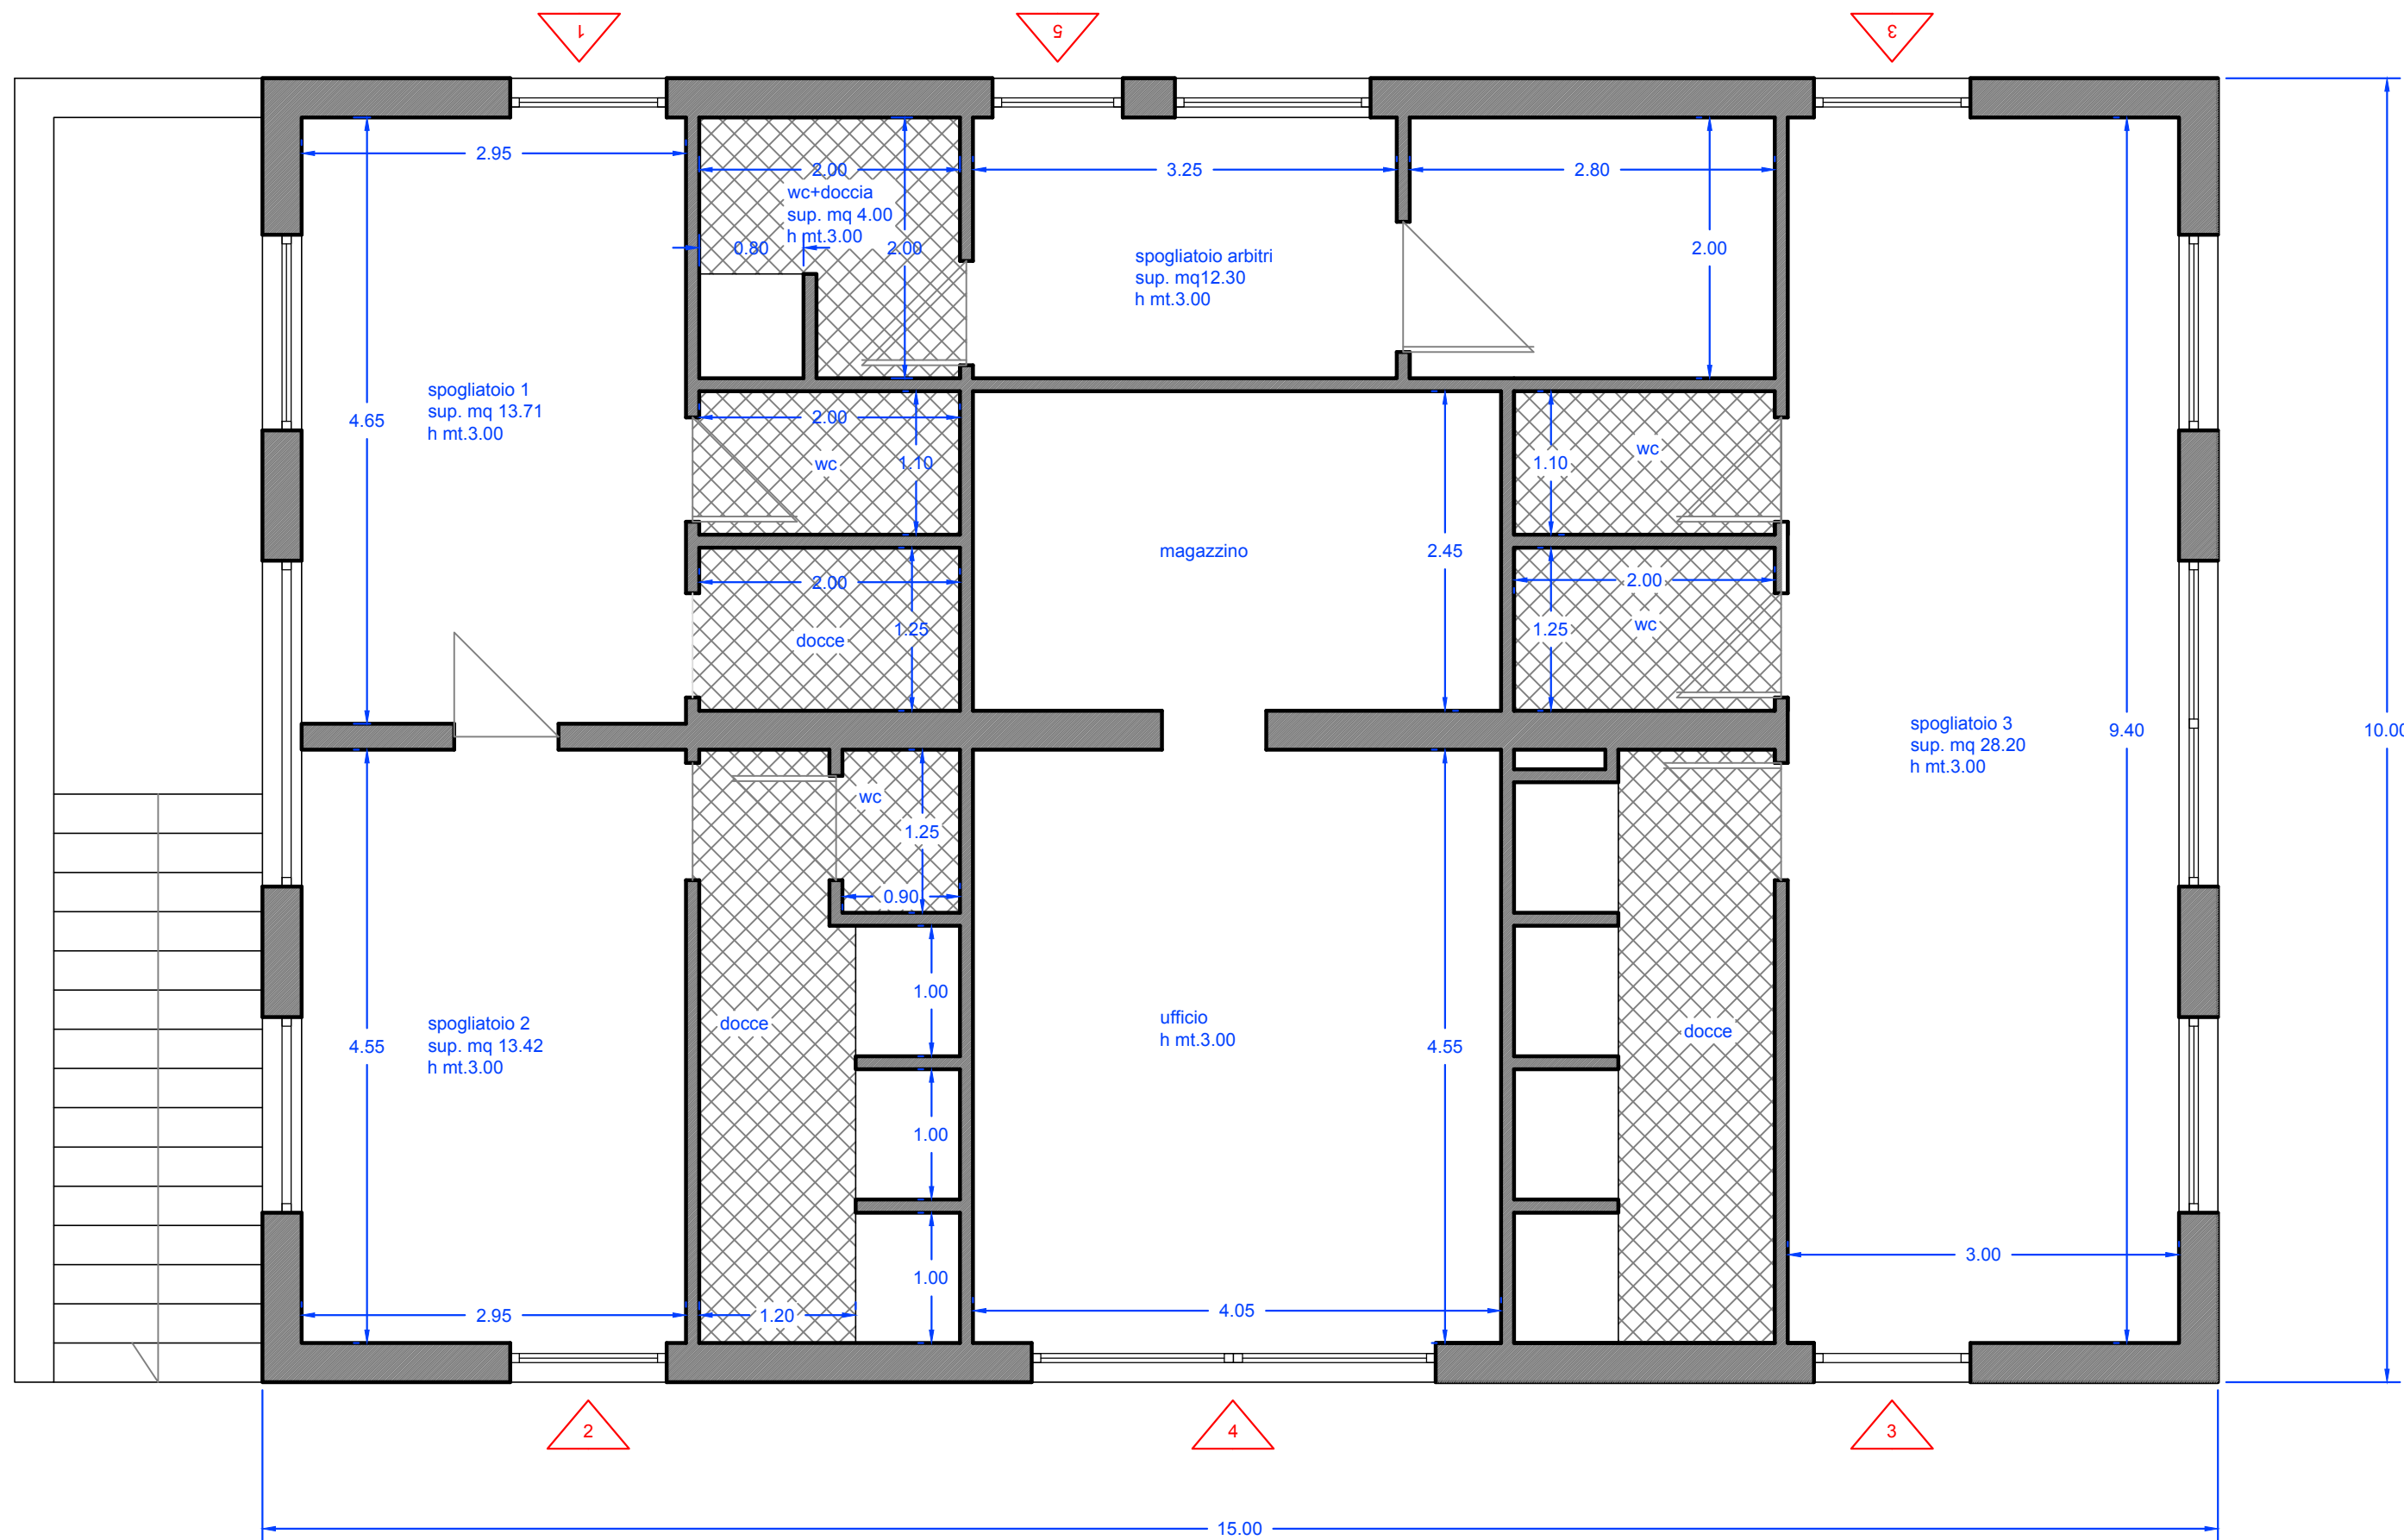 1
5
3
2.95
2.00
wc+doccia
sup. mq 4.00
h mt.3.00
0.80
2.00
3.25
2.80
2.00
spogliatoio arbitri
sup. mq12.30
h mt.3.00
spogliatoio 1
sup. mq 13.71
h mt.3.00
4.65
2.00
wc
1.10
2.45
1.10
wc
magazzino
2.00
1.25
docce
2.00
1.25
wc
spogliatoio 3
sup. mq 28.20
h mt.3.00
9.40
10.00
wc
1.25
0.90
1.00
spogliatoio 2
sup. mq 13.42
h mt.3.00
4.55
docce
ufficio
h mt.3.00
4.55
docce
1.00
1.00
2.95
1.20
4.05
3.00
2
4
3
15.00